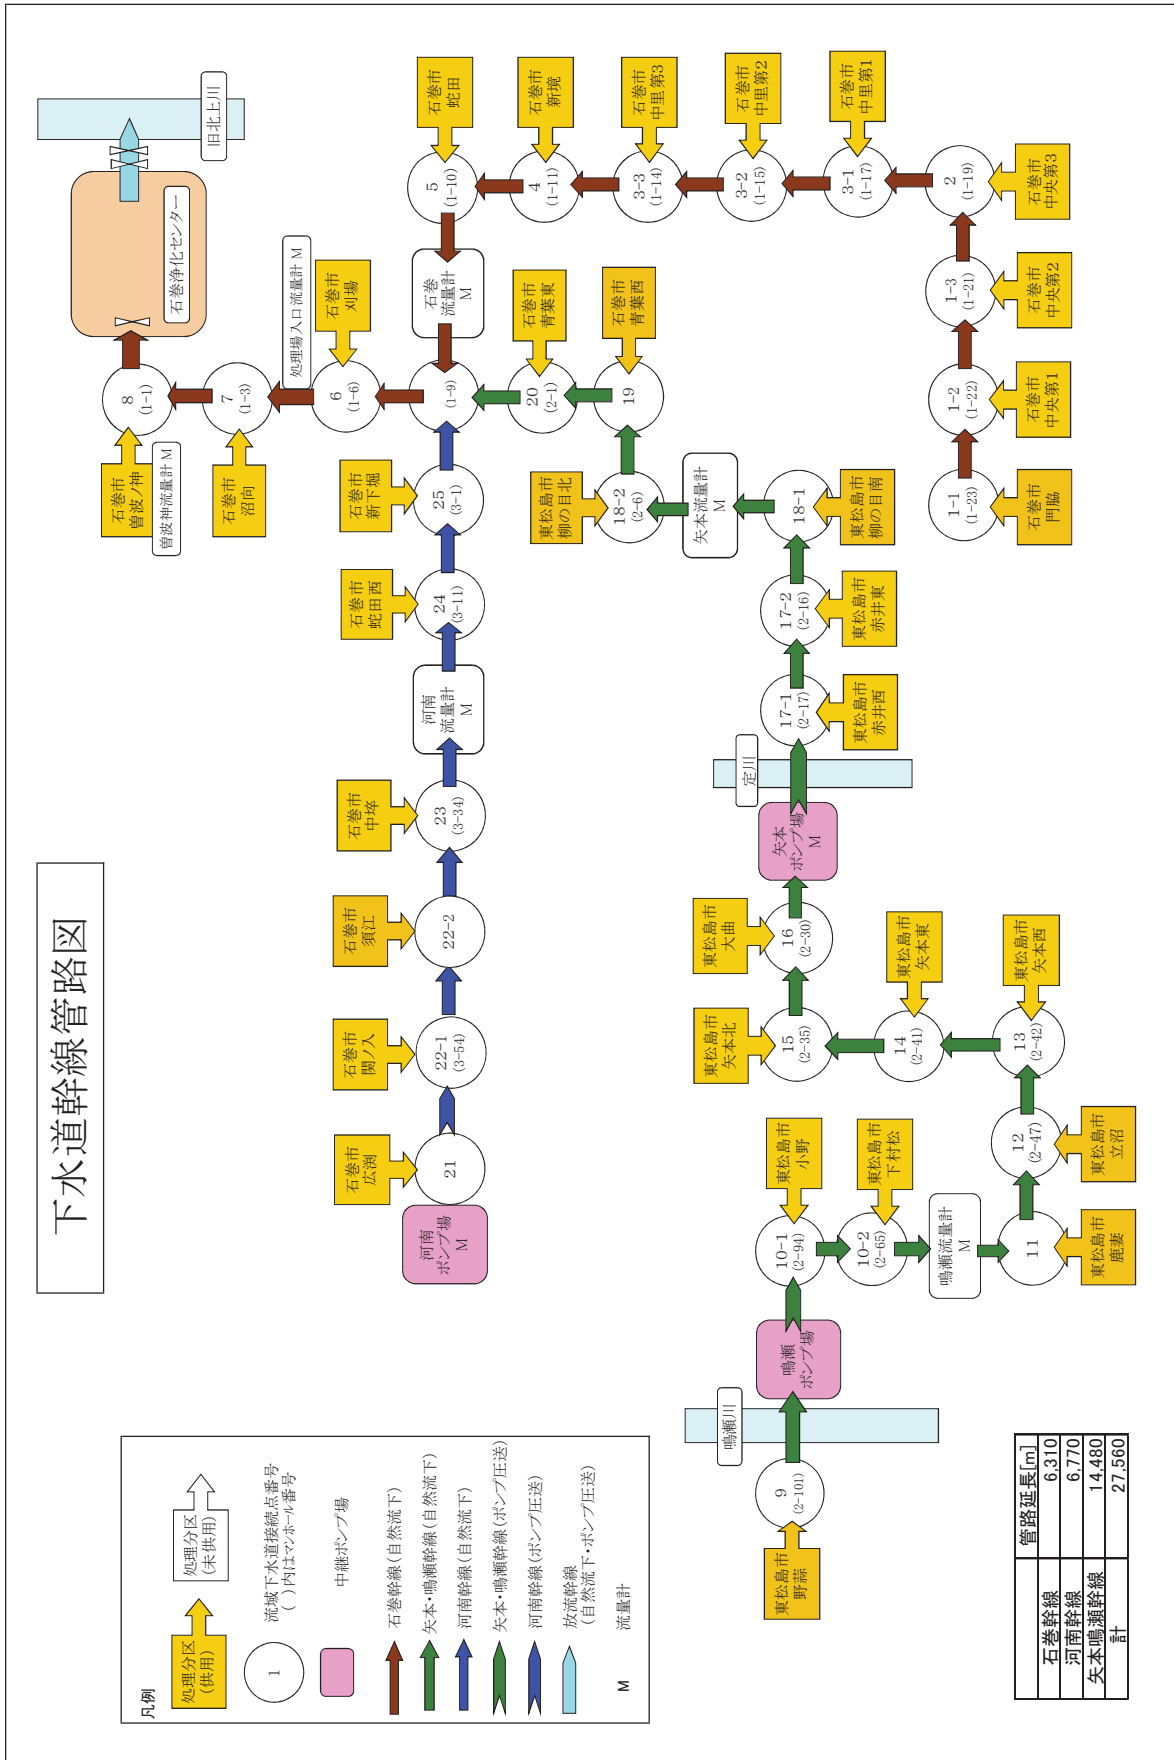 下水道幹線管路図
旧北上川
石巻浄化センター
8
(1-1)
石巻市
曽波ノ神
曽波神流量計 M
7
(1-3)
石巻市
沼向
処理場入口流量計 M
6
(1-6)
石巻市
刈場
(1-9)
石巻
流量計
M
5
(1-10)
石巻市
蛇田
4
(1-11)
石巻市
新境
3-3
(1-14)
石巻市
中里第3
3-2
(1-15)
石巻市
中里第2
3-1
(1-17)
石巻市
中里第1
2
(1-19)
石巻市
中央第3
1-3
(1-21)
石巻市
中央第2
1-2
(1-22)
石巻市
中央第1
1-1
(1-23)
石巻市
門脇
20
(2-1)
石巻市
青葉東
19
石巻市
青葉西
18-2
(2-6)
東松島市
柳の目北
矢本流量計
M
18-1
東松島市
柳の目南
17-2
(2-16)
東松島市
赤井東
17-1
(2-17)
東松島市
赤井西
定川
矢本
ポンプ場
M
16
(2-30)
東松島市
大曲
15
(2-35)
東松島市
矢本北
14
(2-41)
東松島市
矢本東
13
(2-42)
東松島市
矢本西
12
(2-47)
東松島市
立沼
11
東松島市
鹿妻
鳴瀬流量計
M
10-2
(2-65)
東松島市
下村松
10-1
(2-94)
東松島市
小野
鳴瀬
ポンプ場
鳴瀬川
9
(2-101)
東松島市
野蒜
25
(3-1)
石巻市
新下堀
24
(3-11)
石巻市
蛇田西
河南
流量計
M
23
(3-34)
石巻市
中埣
22-2
石巻市
須江
22-1
(3-54)
石巻市
関ノ入
21
石巻市
広渕
河南
ポンプ場
M
凡例
処理分区
(供用)
処理分区
(未供用)
1
流域下水道接続点番号
( )内はマンホール番号
中継ポンプ場
石巻幹線(自然流下)
矢本・鳴瀬幹線(自然流下)
河南幹線(自然流下)
矢本・鳴瀬幹線(ポンプ圧送)
河南幹線(ポンプ圧送)
放流幹線
(自然流下・ポンプ圧送)
M 流量計
管路延長[m]
石巻幹線 6,310
河南幹線 6,770
矢本鳴瀬幹線 14,480
計 27,560